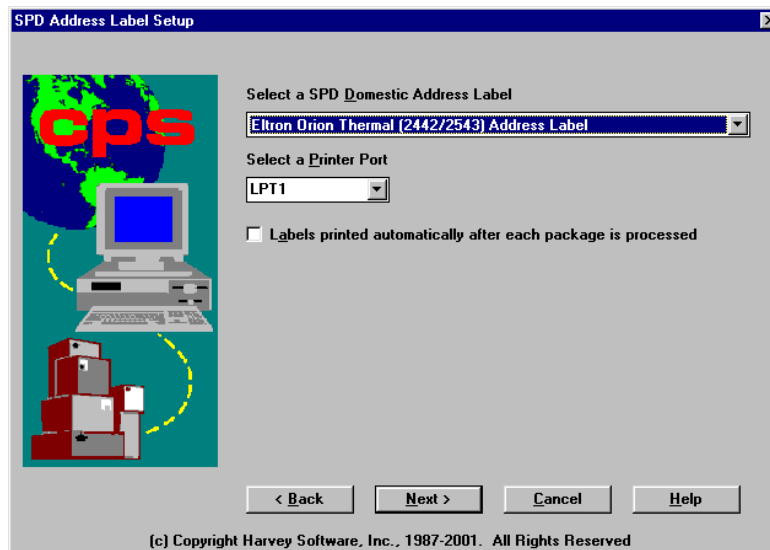 SPD Address Label Setup
cps
Select a SPD Domestic Address Label
Eltron Orion Thermal (2442/2543) Address Label
Select a Printer Port
LPT1
Labels printed automatically after each package is processed
< Back Next > Cancel Help
(c) Copyright Harvey Software, Inc., 1987-2001. All Rights Reserved